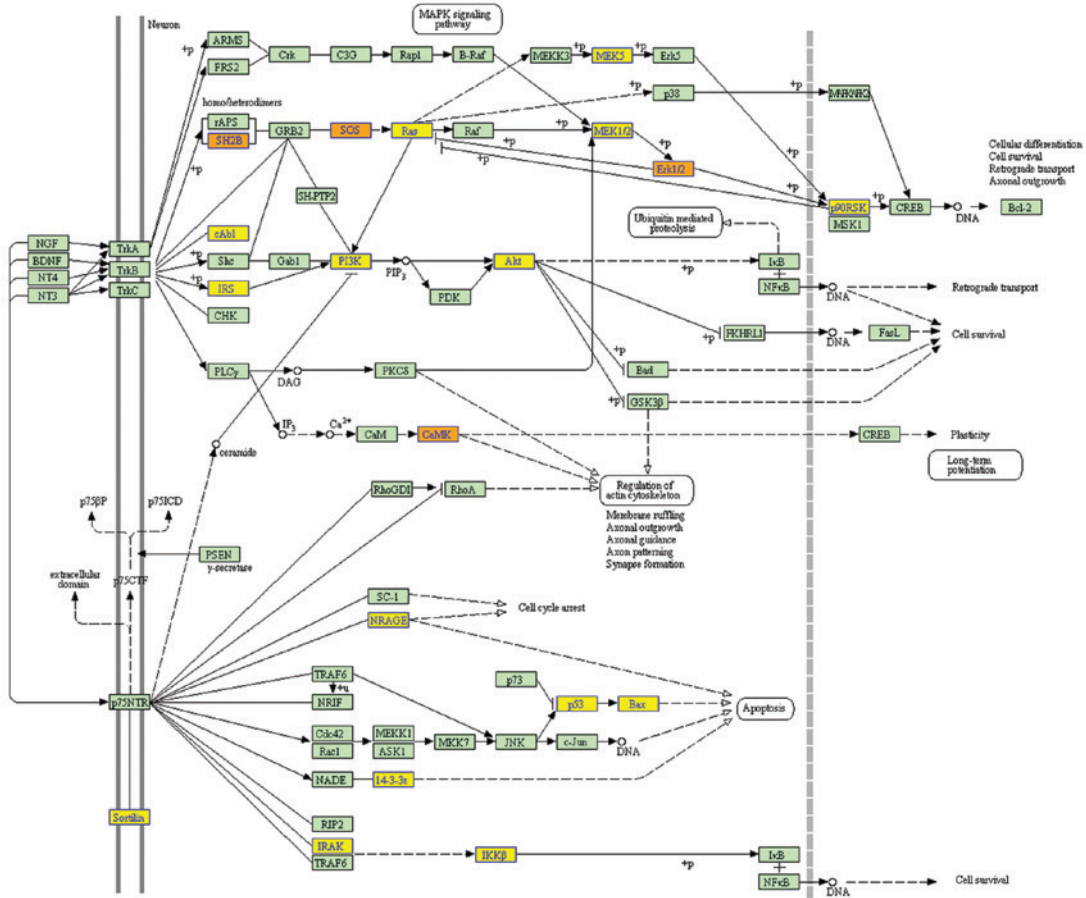 MAPK signaling
pathway
Neuron
ARMS
FRS2
Crk
C3G
Rap1
B-Raf
MEKK3
+p
MEK5
+p
Erk5
+p
p38
+p
+p
+p
homo/heterodimers
rAPS
SH2B
+p
GRB2
SOS
Ras
Raf
+p
+p
MEK1/2
+p
+p
+p
Erk1/2
+p
+p
+p
SH-PTP2
p90RSK
MSK1
+p
CREB
DNA
Bcl-2
Cellular differentiation
Cell survival
Retrograde transport
Axonal outgrowth
Ubiquitin mediated
proteolysis
NGF
BDNF
NT4
NT3
TrkA
TrkB
TrkC
cAbl
+p
Shc
Gab1
PI3K
PIP3
PDK
Akt
+p
IRS
CHK
+p
IκB
NFκB
DNA
Retrograde transport
+p
FKHRL1
DNA
FasL
Cell survival
+p
Bad
+p
+p
GSK3β
PLCγ
DAG
PKCδ
IP3
Ca2+
CaM
CaMK
CREB
Plasticity
Long-term
potentiation
ceramide
RhoGDI
RhoA
Regulation of
actin cytoskeleton
Membrane ruffling
Axonal outgrowth
Axonal guidance
Axon patterning
Synapse formation
p75βP
p75ICD
PSEN
γ-secretase
extracellular
domain
p75CTF
SC-1
NRAGE
Cell cycle arrest
p75NTR
TRAF6
+u
NRIF
p73
p53
Bax
Apoptosis
Cdc42
Rac1
MEKK1
ASK1
MKK7
JNK
c-Jun
DNA
NADE
14-3-3ε
Sortilin
RIP2
IRAK
TRAF6
IKKβ
+p
IκB
NFκB
DNA
Cell survival